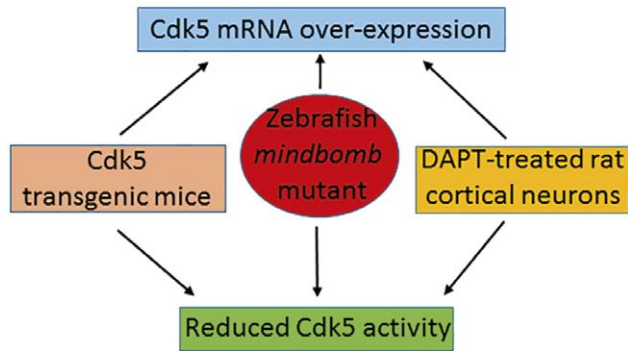 Cdk5 mRNA over-expression
Zebrafish
mindbomb
mutant
Cdk5
transgenic mice
DAPT-treated rat
cortical neurons
Reduced Cdk5 activity